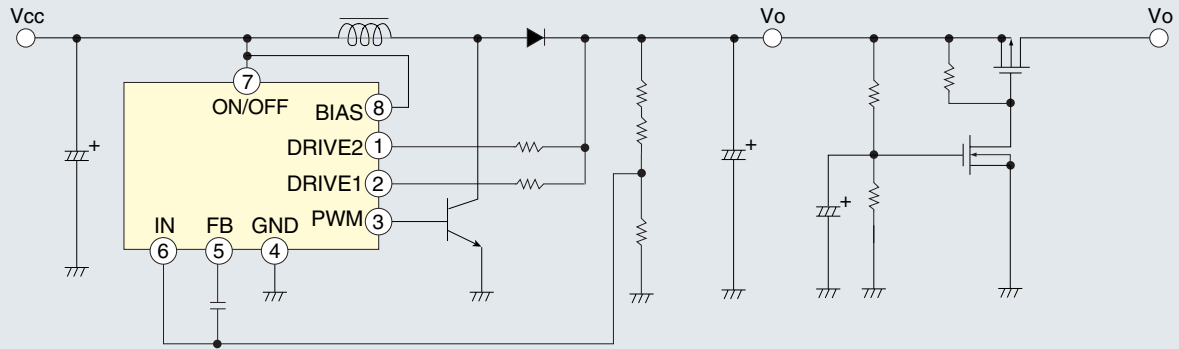 Vcc
Vo
Vo
7
ON/OFF
BIAS 8
+
DRIVE2 1
+
DRIVE1 2
+
IN FB GND PWM 3
6 5 4